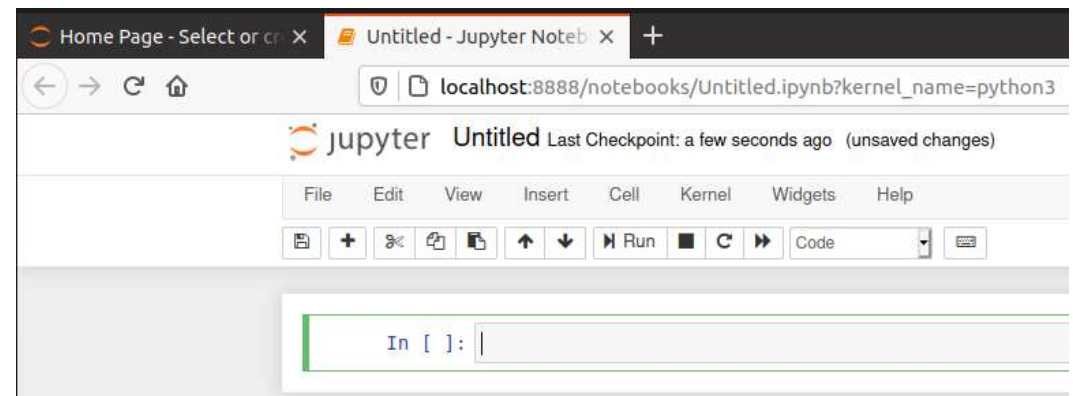 Home Page - Select or cr Untitled - Jupyter Noteb
localhost:8888/notebooks/Untitled.ipynb?kernel_name=python3
jupyter Untitled Last Checkpoint: a few seconds ago (unsaved changes)
File Edit View Insert Cell Kernel Widgets Help
Run Code
In [ ]: